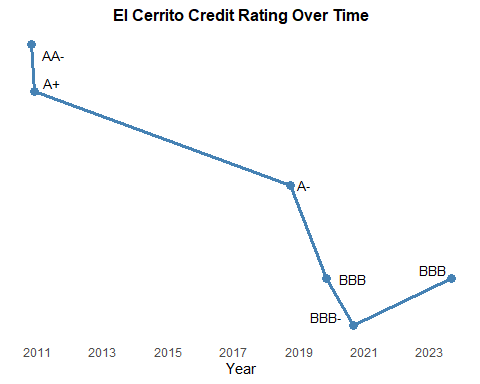 El Cerrito Credit Rating Over Time
AA-
A+
A-
BBB
BBB
BBB-
2011 2013 2015 2017 2019 2021 2023
Year